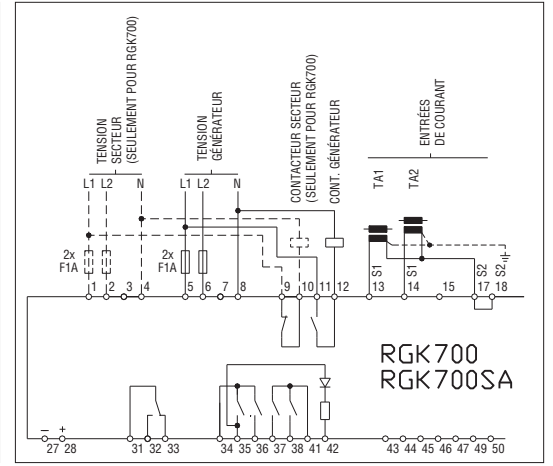 TENSION
SECTEUR
(SEULEMENT POUR RGK700)
TENSION
GÉNÉRATEUR
CONTACTEUR SECTEUR
(SEULEMENT POUR RGK700)
CONT. GÉNÉRATEUR
ENTRÉES
DE COURANT
TA1
TA2
L1 L2 N
L1 L2 N
2x
F1A
2x
F1A
S1
S1
S2
S2
1 2 3 4 5 6 7 8 9 10 11 12 13 14 15 17 18
RGK700
RGK700SA
– +
27 28 31 32 33 34 35 36 37 38 41 42 43 44 45 46 47 49 50